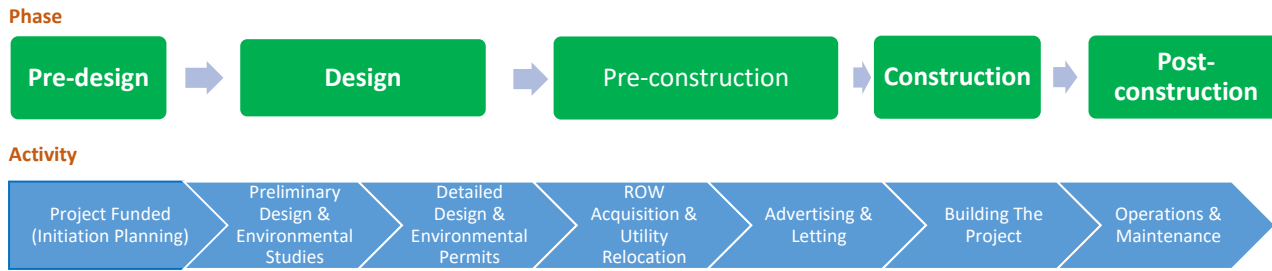 Phase
Pre-design
Design
Pre-construction
Construction
Post-
construction
Activity
Project Funded
(Initiation Planning)
Preliminary
Design &
Environmental
Studies
Detailed
Design &
Environmental
Permits
ROW
Acquisition &
Utility
Relocation
Advertising &
Letting
Building The
Project
Operations &
Maintenance